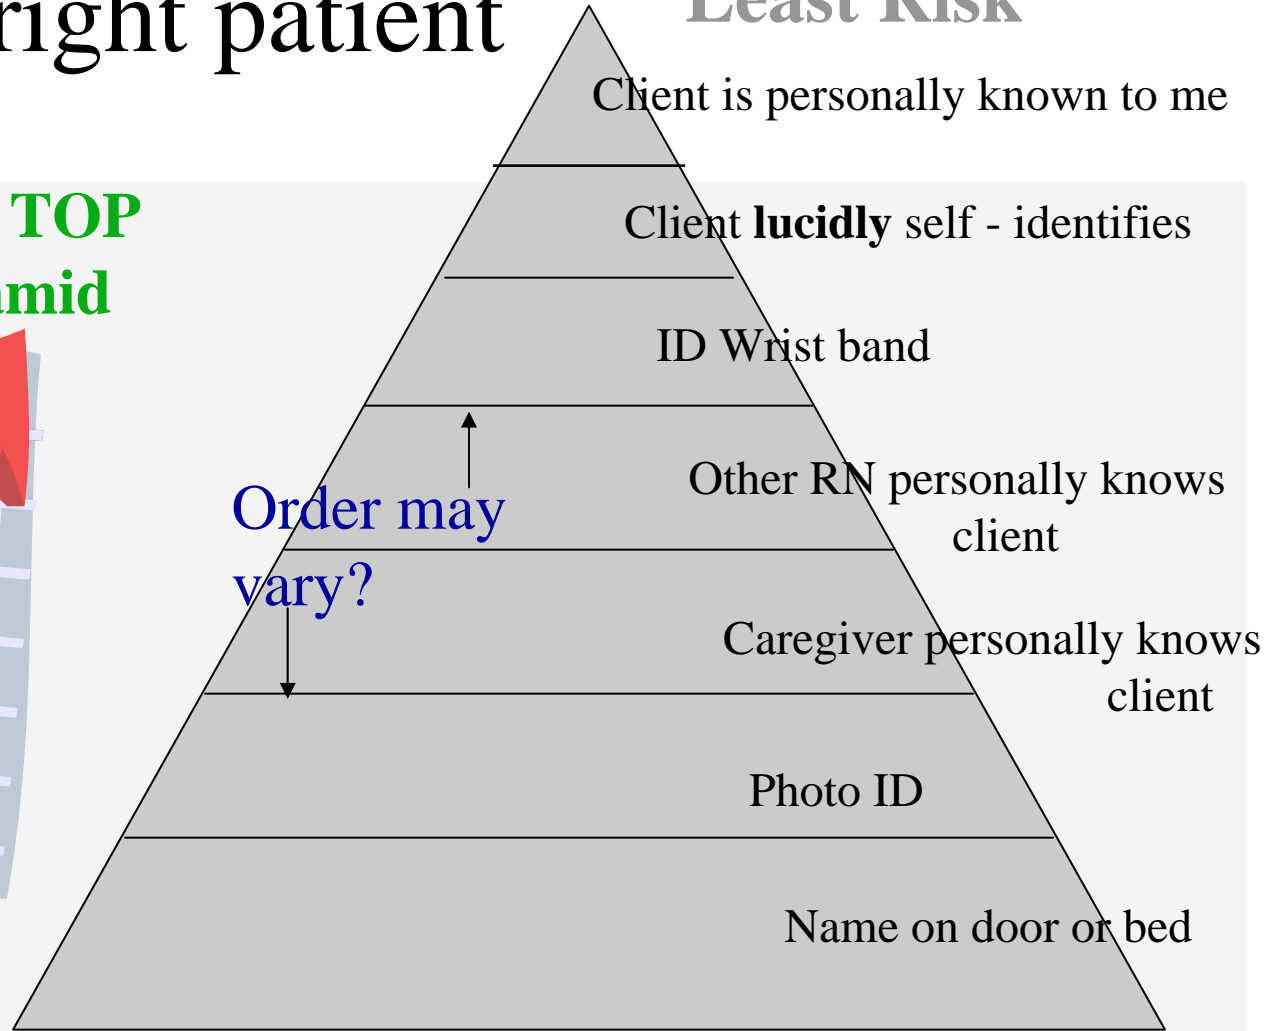 right patient
Least Risk
Client is personally known to me
TOP
Client lucidly self - identifies
amid
ID Wrist band
Other RN personally knows
client
Order may
vary?
Caregiver personally knows
client
Photo ID
Name on door or bed